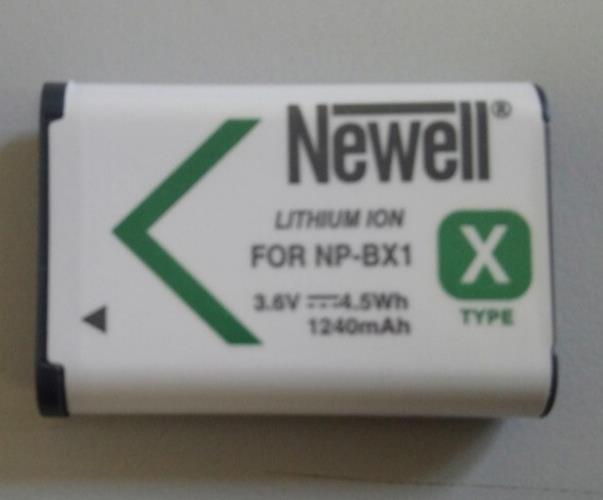 Newell®
LITHIUM ION
FOR NP-BX1
X
3.6V ⎓4.5Wh
TYPE
1240mAh